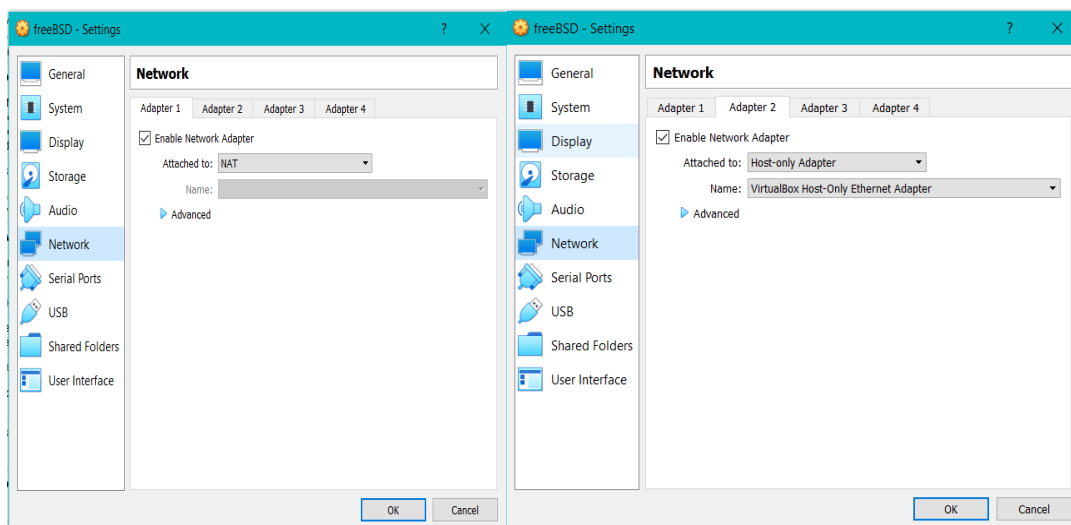 freeBSD - Settings ? X
General
System
Display
Storage
Audio
Network
Serial Ports
USB
Shared Folders
User Interface
Network
Adapter 1 Adapter 2 Adapter 3 Adapter 4
Enable Network Adapter
Attached to: NAT
Name:
Advanced
OK Cancel
freeBSD - Settings ? X
General
System
Display
Storage
Audio
Network
Serial Ports
USB
Shared Folders
User Interface
Network
Adapter 1 Adapter 2 Adapter 3 Adapter 4
Enable Network Adapter
Attached to: Host-only Adapter
Name: VirtualBox Host-Only Ethernet Adapter
Advanced
OK Cancel